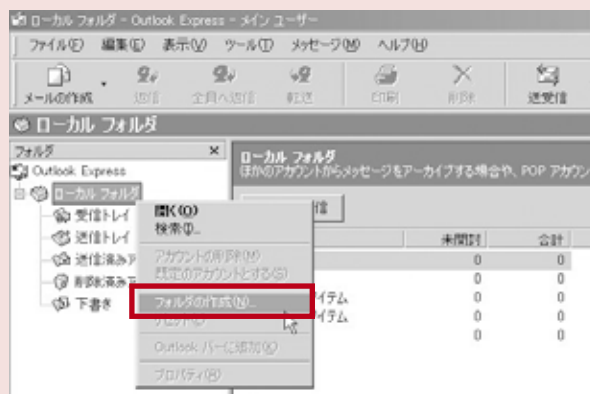 ローカル フォルダ - Outlook Express - メイン ユーザー
ファイル(F) 編集(E) 表示(V) ツール(T) メッセージ(M) ヘルプ(H)
メールの作成 返信 全員へ返信 転送 印刷 削除 送受信
ローカル フォルダ
フォルダ ×
Outlook Express
ローカル フォルダ
受信トレイ
送信トレイ
送信済みア
削除済みア
下書き
開く(O)
検索(I)...
アカウントの削除(M)
既定のアカウントとする(S)
フォルダの作成(N)...
リセット(C)
Outlook バーに追加(K)
プロパティ(R)
ローカル フォルダ
ほかのアカウントからメッセージをアーカイブする場合や、POP アカウン
信
未開封 合計
0 0
0 0
イテム 0 0
イテム 0 0
0 0